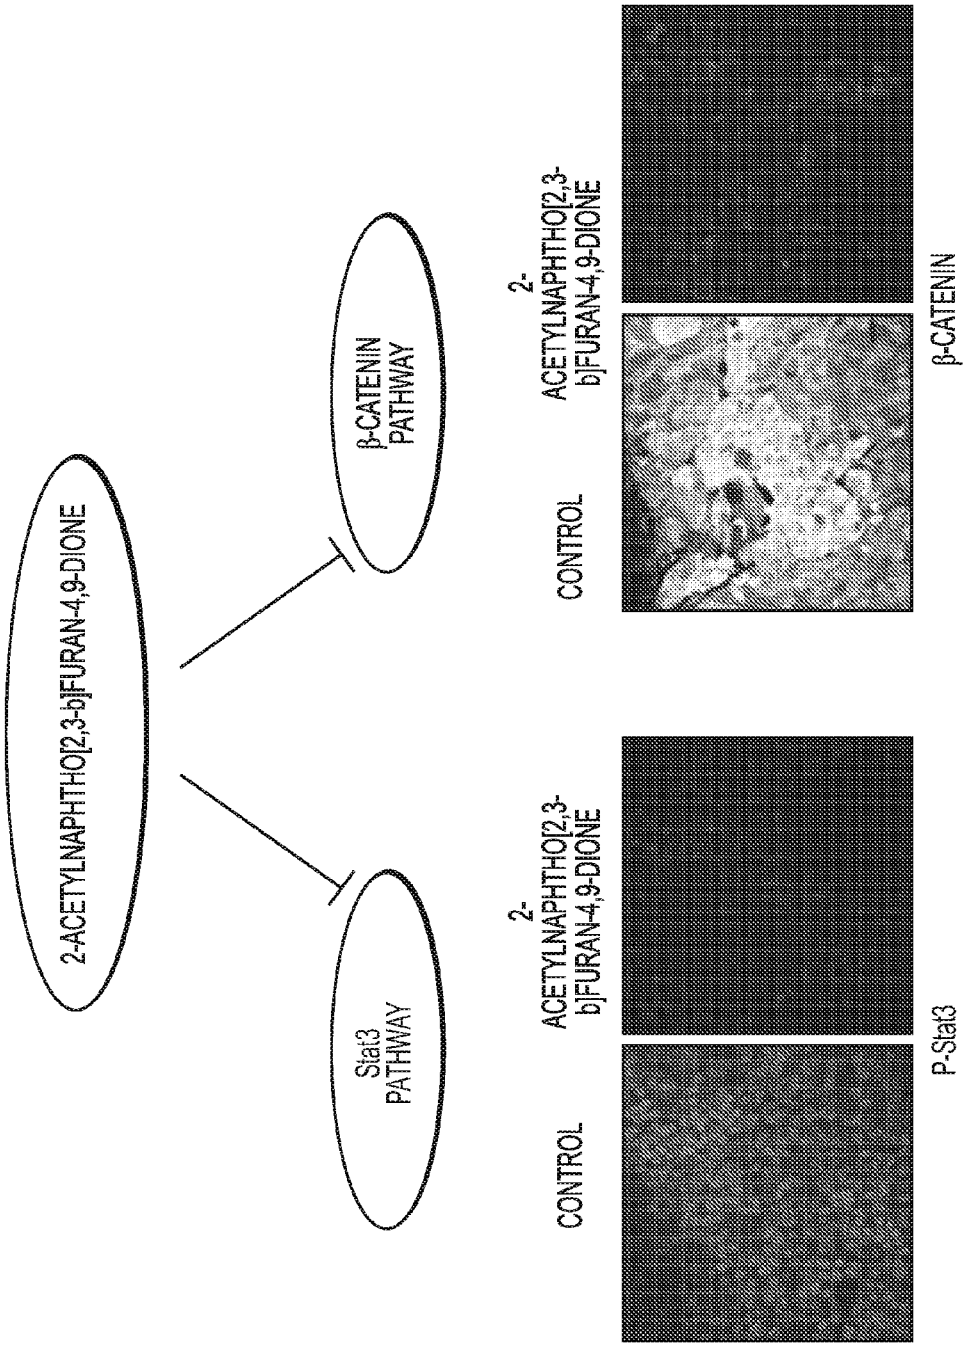 2-ACETYLNAPHTHO[2,3-b]FURAN-4,9-DIONE
Stat3
PATHWAY
β-CATENIN
PATHWAY
CONTROL
2-
ACETYLNAPHTHO[2,3-
b]FURAN-4,9-DIONE
P-Stat3
CONTROL
2-
ACETYLNAPHTHO[2,3-
b]FURAN-4,9-DIONE
β-CATENIN